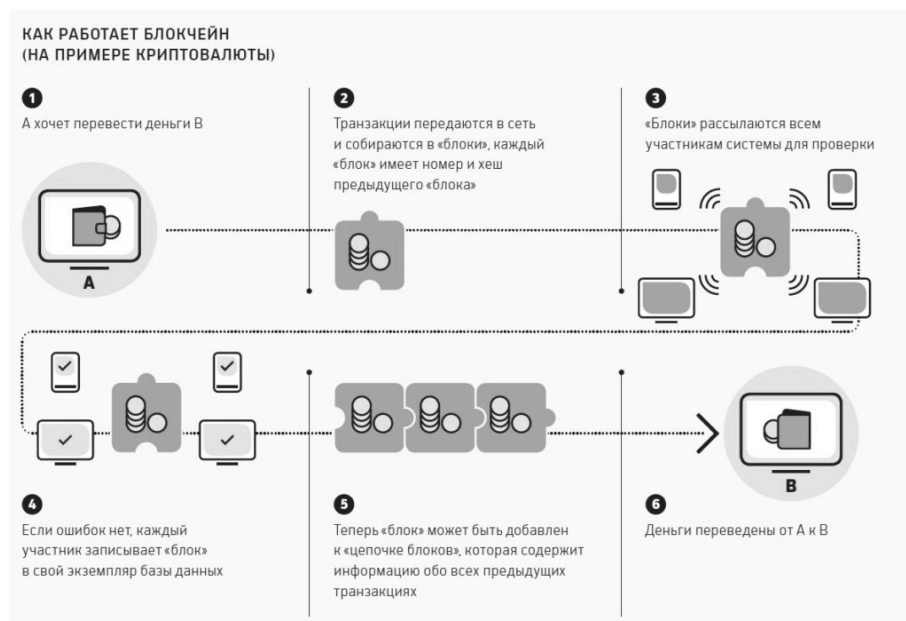 КАК РАБОТАЕТ БЛОКЧЕЙН
(НА ПРИМЕРЕ КРИПТОВАЛЮТЫ)
1
А хочет перевести деньги В
А
2
Транзакции передаются в сеть
и собираются в «блоки», каждый
«блок» имеет номер и хеш
предыдущего «блока»
3
«Блоки» рассылаются всем
участникам системы для проверки
4
Если ошибок нет, каждый
участник записывает «блок»
в свой экземпляр базы данных
5
Теперь «блок» может быть добавлен
к «цепочке блоков», которая содержит
информацию обо всех предыдущих
транзакциях
В
6
Деньги переведены от А к В